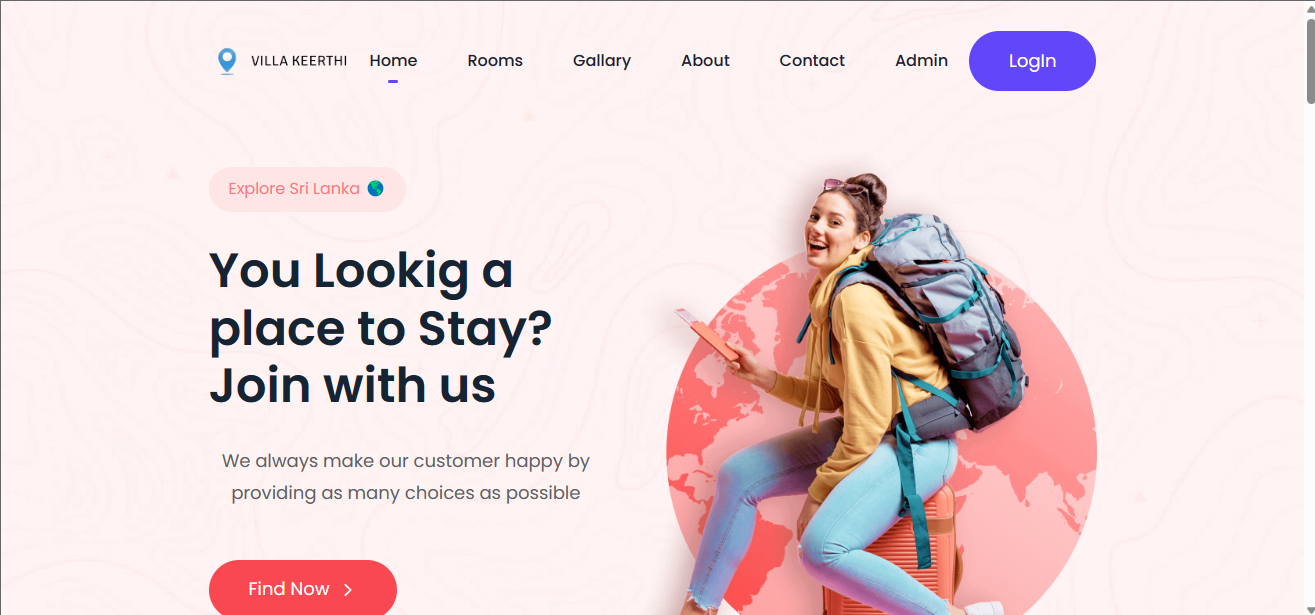 VILLA KEERTHI Home Rooms Gallary About Contact Admin LogIn
Explore Sri Lanka
You Lookig a
place to Stay?
Join with us
We always make our customer happy by
providing as many choices as possible
Find Now